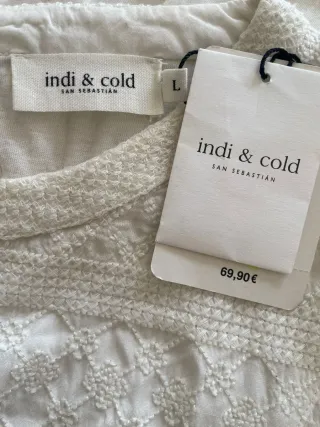 indi & cold
SAN SEBASTIÁN
L
indi & cold
SAN SEBASTIÁN
69,90€